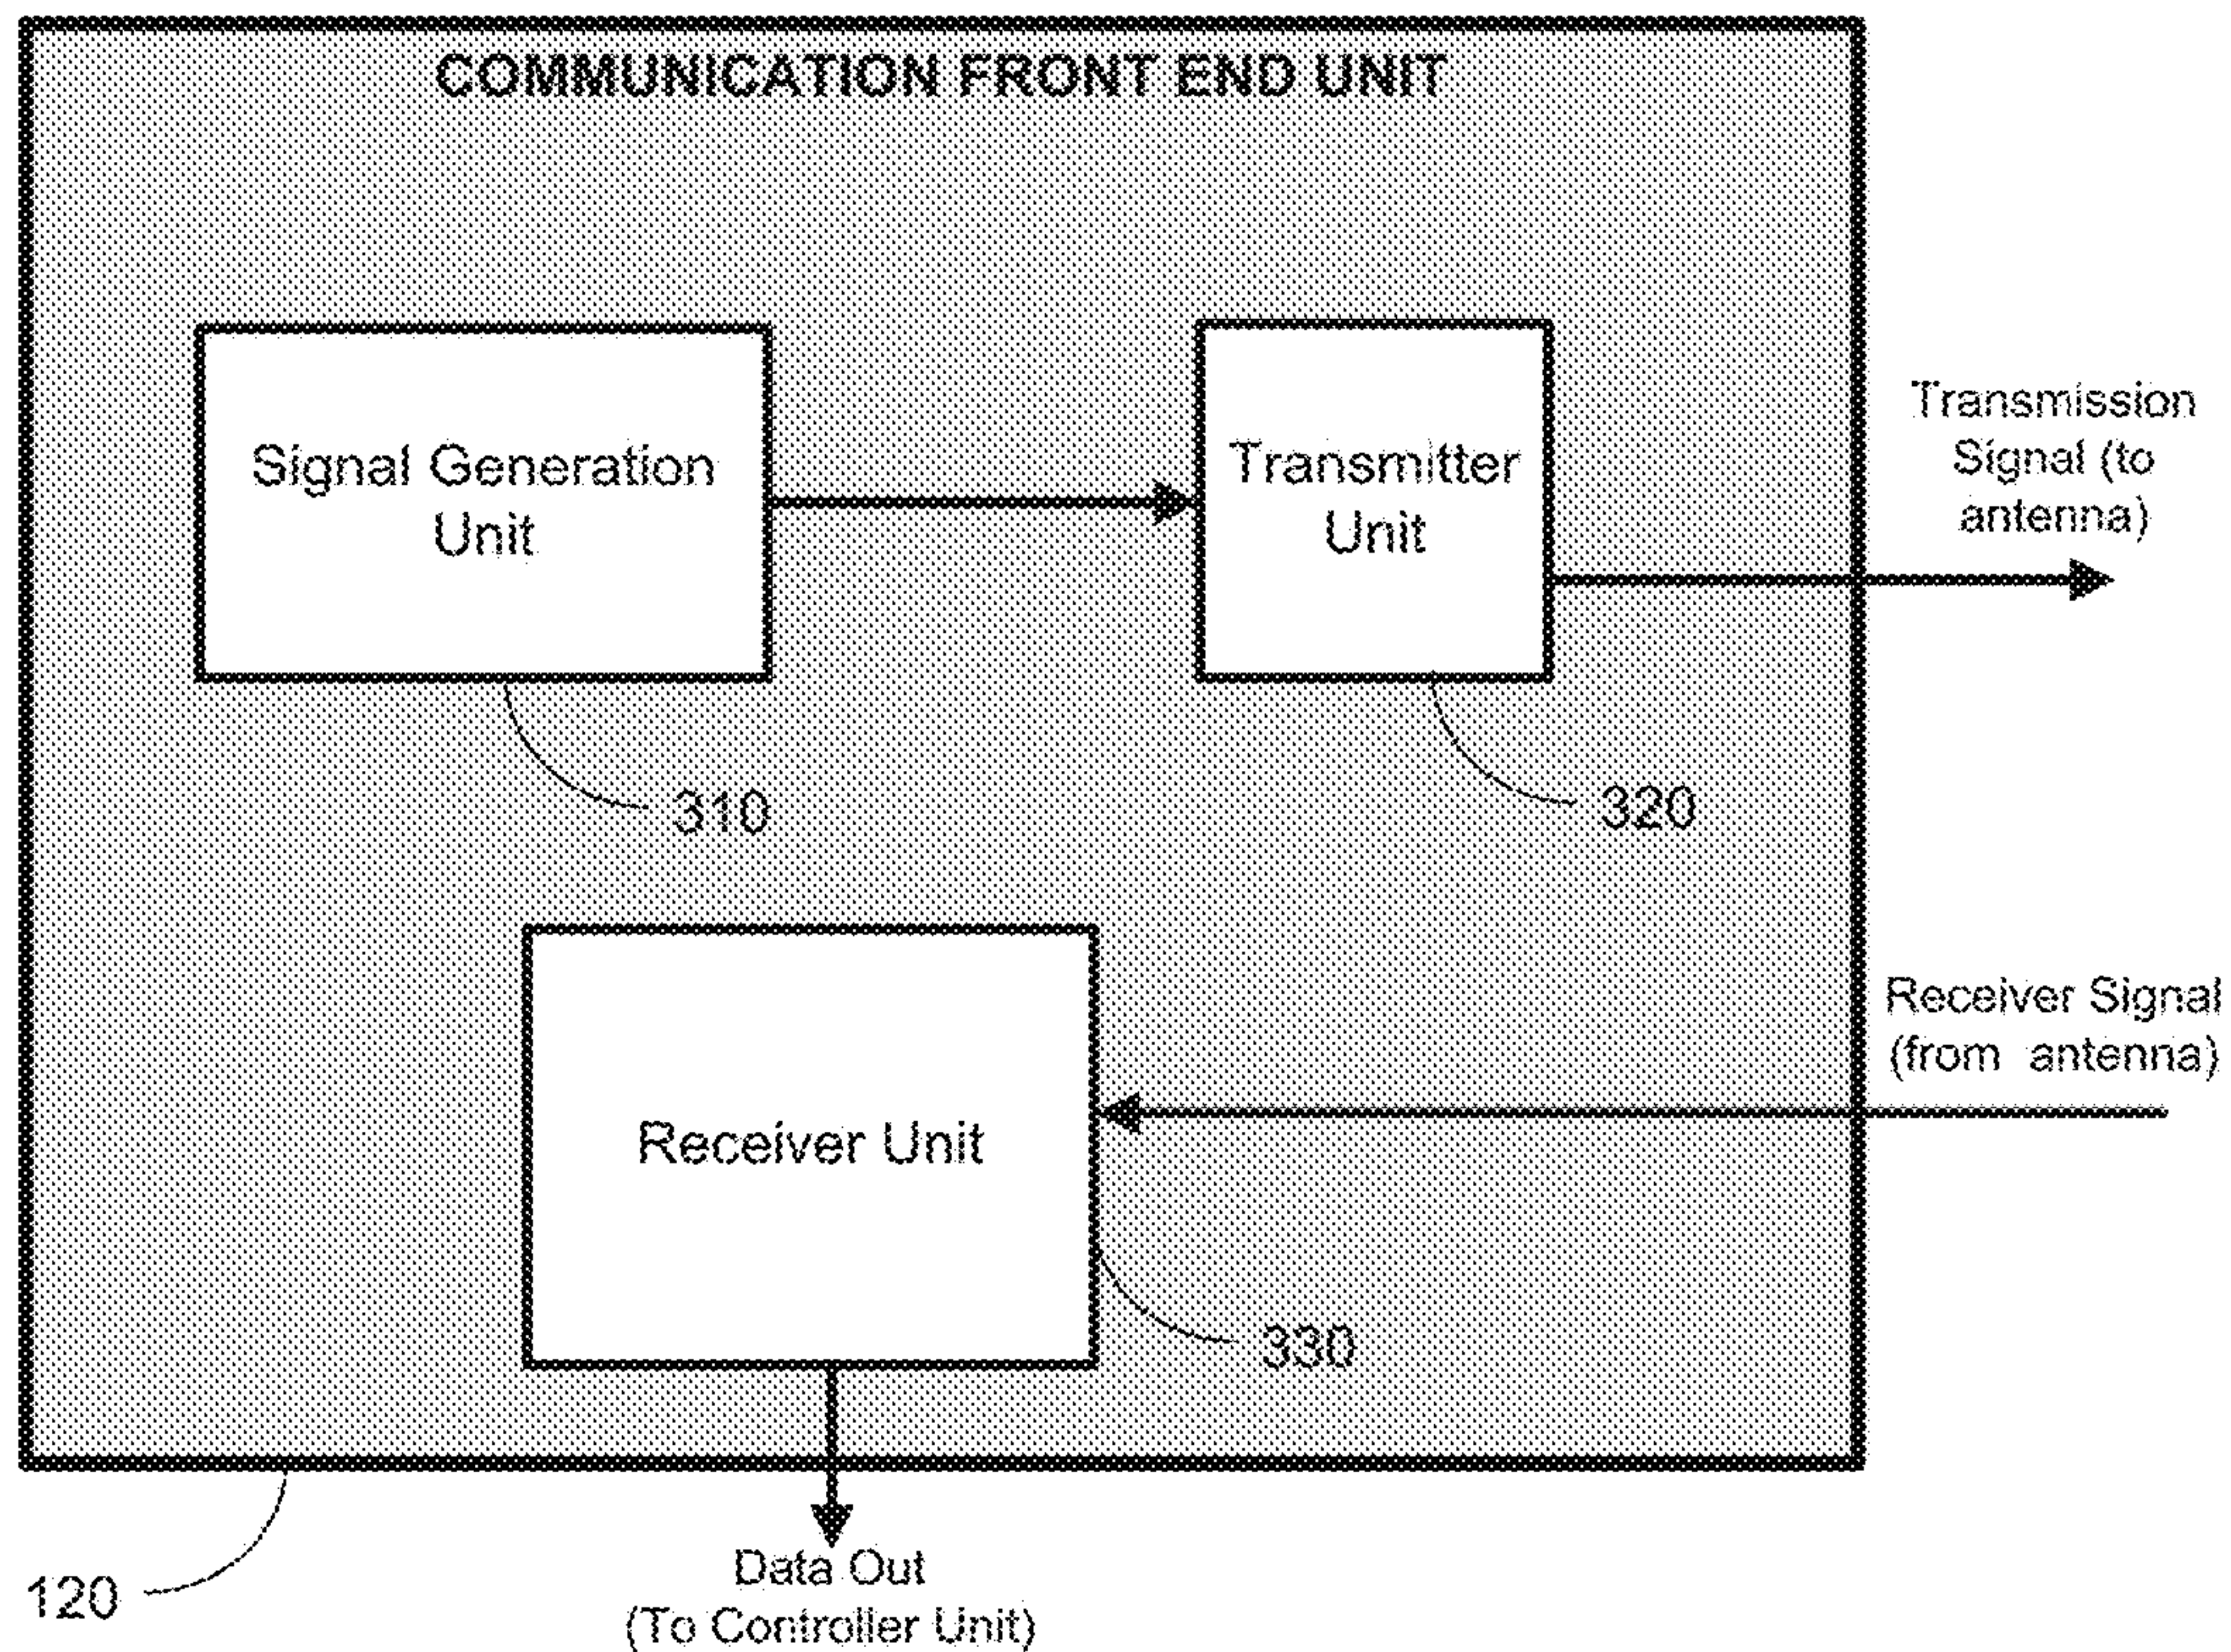 COMMUNICATION FRONT END UNIT
Signal Generation
Unit
Transmitter
Unit
Transmission
Signal (to
antenna)
310
320
Receiver Signal
(from antenna)
Receiver Unit
330
120
Data Out
(To Controller Unit)